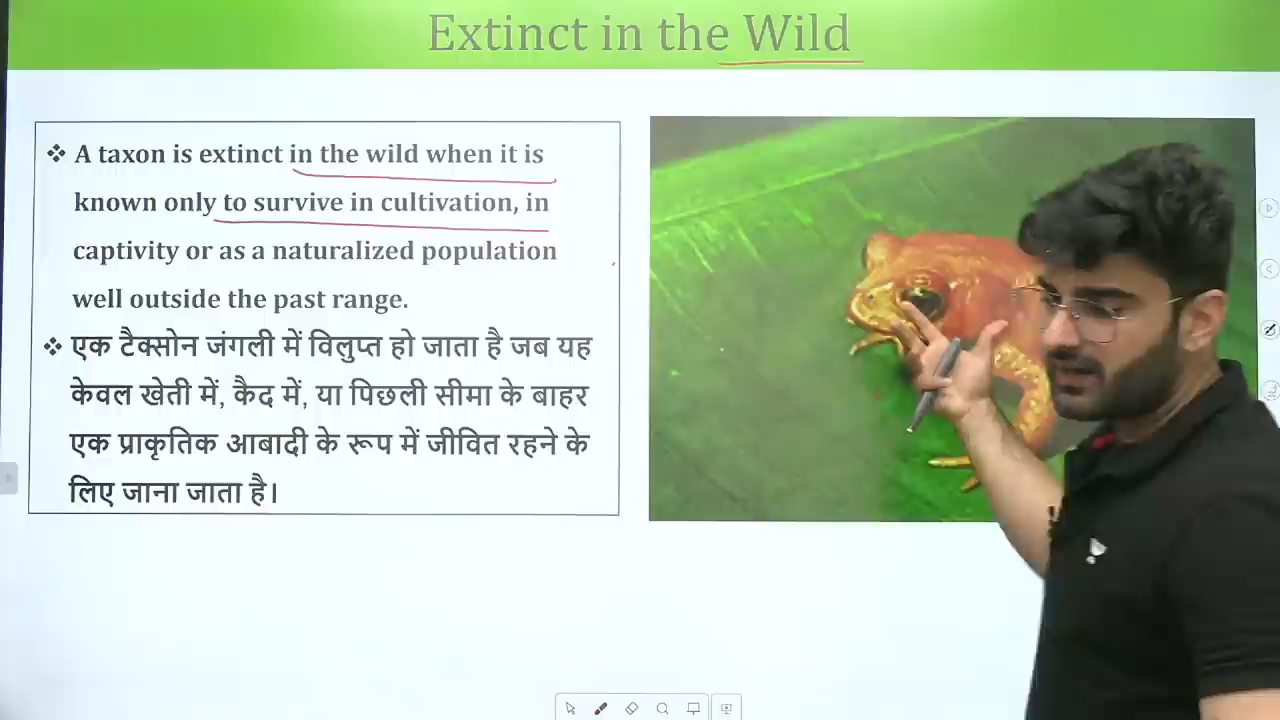 Extinct in the Wild
❖ A taxon is extinct in the wild when it is
known only to survive in cultivation, in
captivity or as a naturalized population
well outside the past range.
❖ एक टैक्सोन जंगली में विलुप्त हो जाता है जब यह
केवल खेती में, कैद में, या पिछली सीमा के बाहर
एक प्राकृतिक आबादी के रूप में जीवित रहने के
लिए जाना जाता है।